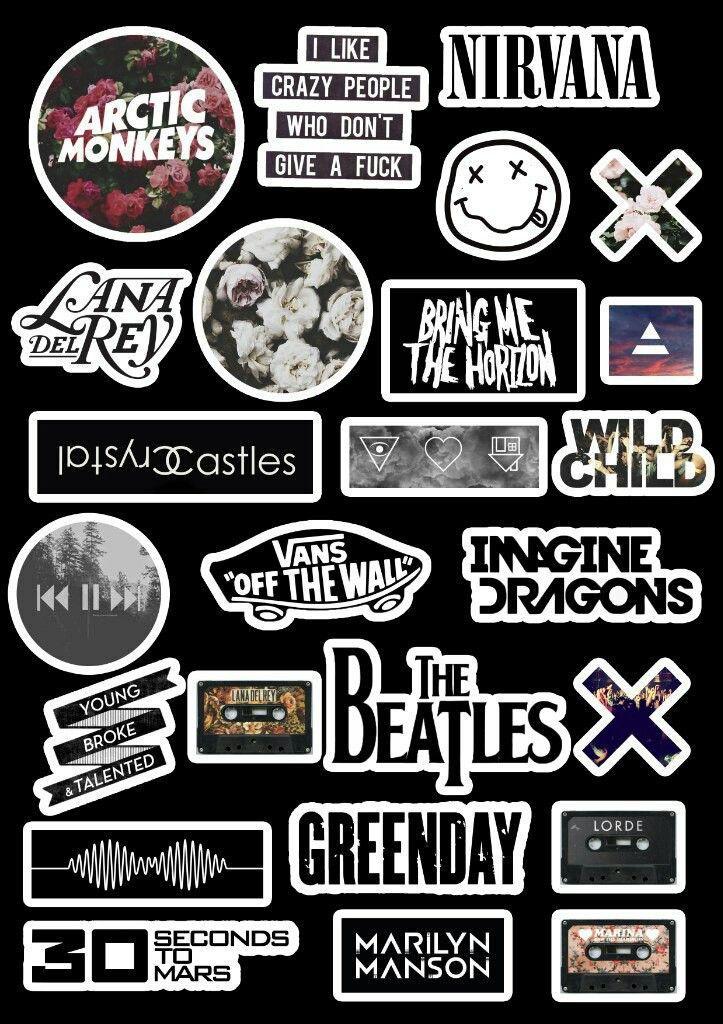 ARCTIC
MONKEYS
I LIKE
CRAZY PEOPLE
WHO DON'T
GIVE A FUCK
NIRVANA
LANA
DEL REY
BRING ME
THE HORIZON
Crystal Castles
WILD
CHILD
VANS
"OFF THE WALL"
IMAGINE
DRAGONS
YOUNG
BROKE
& TALENTED
LANA DEL REY
THE
BEATLES
GREENDAY
LORDE
30 SECONDS
TO
MARS
MARILYN
MANSON
MARINA